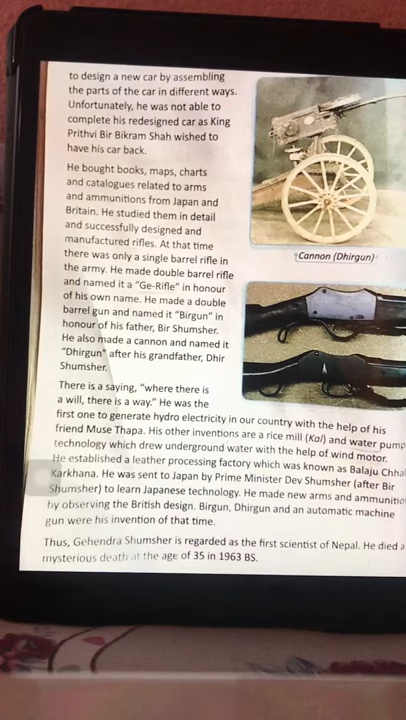 to design a new car by assembling
the parts of the car in different ways.
Unfortunately, he was not able to
complete his redesigned car as King
Prithvi Bir Bikram Shah wished to
have his car back.
He bought books, maps, charts
and catalogues related to arms
and ammunitions from Japan and
Britain. He studied them in detail
and successfully designed and
manufactured rifles. At that time
there was only a single barrel rifle in
the army. He made double barrel rifle
and named it a "Ge-Rifle" in honour
of his own name. He made a double
barrel gun and named it "Birgun" in
honour of his father, Bir Shumsher.
He also made a cannon and named it
"Dhirgun" after his grandfather, Dhir
Shumsher.
Cannon (Dhirgun)
There is a saying, "where there is
a will, there is a way." He was the
first one to generate hydro electricity in our country with the help of his
friend Muse Thapa. His other inventions are a rice mill (Kal) and water pump
technology which drew underground water with the help of wind motor.
He established a leather processing factory which was known as Balaju Chhal
Karkhana. He was sent to Japan by Prime Minister Dev Shumsher (after Bir
Shumsher) to learn Japanese technology. He made new arms and ammunitio
by observing the British design. Birgun, Dhirgun and an automatic machine
gun were his invention of that time.
Thus, Gehendra Shumsher is regarded as the first scientist of Nepal. He died a
mysterious death at the age of 35 in 1963 BS.